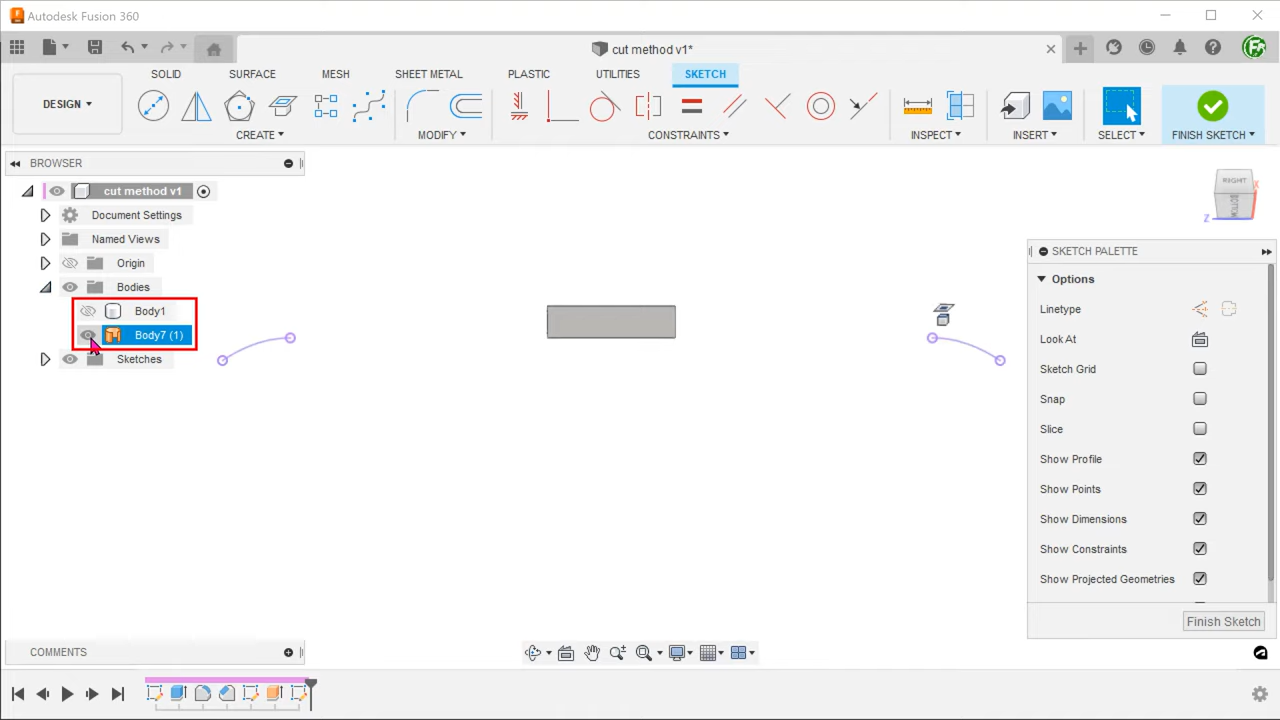 Autodesk Fusion 360
cut method v1*
DESIGN
SOLID
SURFACE
MESH
SHEET METAL
PLASTIC
UTILITIES
SKETCH
CREATE
MODIFY
CONSTRAINTS
INSPECT
INSERT
SELECT
FINISH SKETCH
BROWSER
cut method v1
Document Settings
Named Views
Origin
Bodies
Body1
Body7 (1)
Sketches
RIGHT
BOTTOM
X
Z
SKETCH PALETTE
Options
Linetype
Look At
Sketch Grid
Snap
Slice
Show Profile
Show Points
Show Dimensions
Show Constraints
Show Projected Geometries
Finish Sketch
COMMENTS